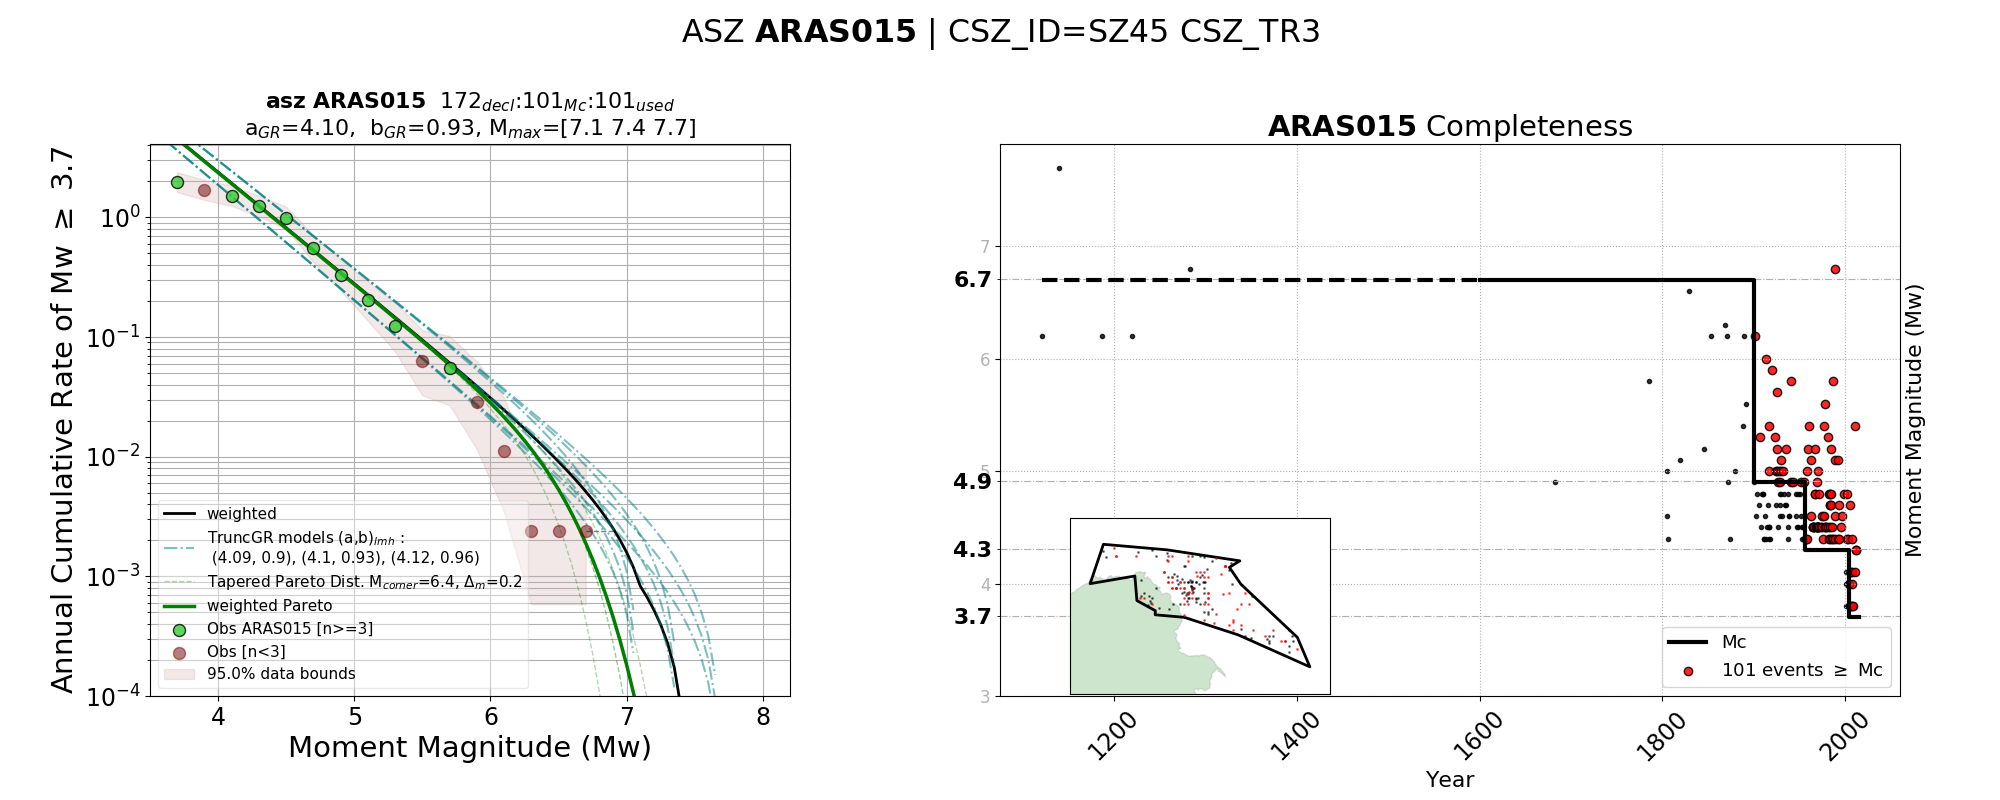 ASZ ARAS015 | CSZ_ID=SZ45 CSZ_TR3
asz ARAS015 172decl:101Mc:101used
aGR=4.10, bGR=0.93, Mmax=[7.1 7.4 7.7]
Annual Cumulative Rate of Mw ≥ 3.7
10^0
10^−1
10^−2
10^−3
10^−4
weighted
TruncGR models (a,b)lmh :
(4.09, 0.9), (4.1, 0.93), (4.12, 0.96)
Tapered Pareto Dist. Mcorner=6.4, Δm=0.2
weighted Pareto
Obs ARAS015 [n>=3]
Obs [n<3]
95.0% data bounds
4 5 6 7 8
Moment Magnitude (Mw)
ARAS015 Completeness
7
6.7
6
5
4.9
4.3
4
3.7
3
Moment Magnitude (Mw)
Mc
101 events ≥ Mc
1200 1400 1600 1800 2000
Year